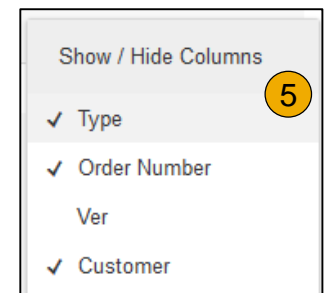 Show / Hide Columns
5
✓ Type
✓ Order Number
Ver
✓ Customer